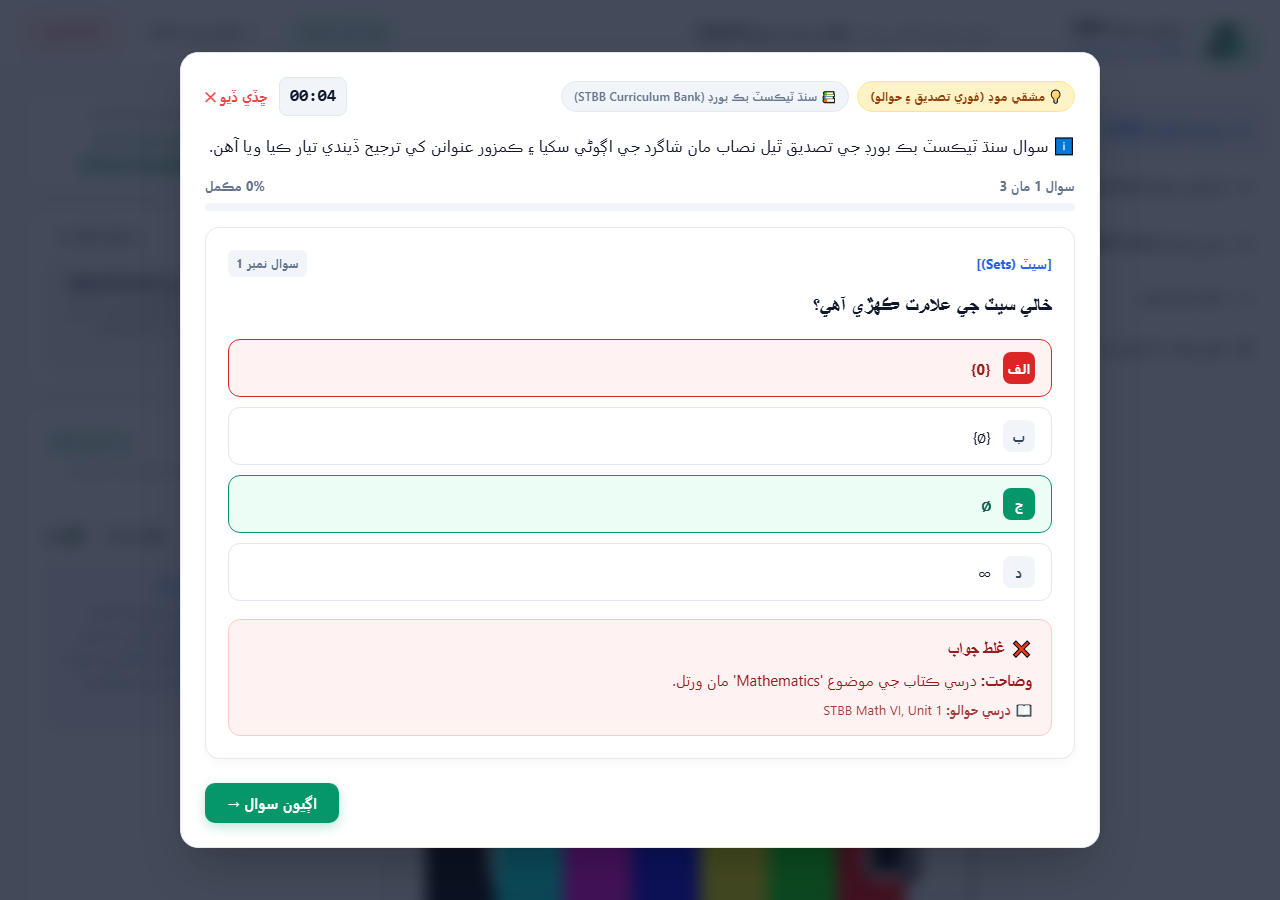 💡 مشقي موڊ (فوري تصديق ۽ حوالو)
📚 سنڌ ٽيڪسٽ بڪ بورڊ (STBB Curriculum Bank)
00:04
ڇڏي ڏيو ✕
ℹ️ سوال سنڌ ٽيڪسٽ بڪ بورڊ جي تصديق ٿيل نصاب مان شاگرد جي اڳوڻي سکيا ۽ ڪمزور عنوانن کي ترجيح ڏيندي تيار ڪيا ويا آهن.
سوال 1 مان 3
0% مڪمل
[سيٽ (Sets)]
سوال نمبر 1
خالي سيٽ جي علامت ڪهڙي آهي؟
الف {0}
ب {∅}
ج ∅
د ∞
❌ غلط جواب
وضاحت: درسي ڪتاب جي موضوع 'Mathematics' مان ورتل.
📖 درسي حوالو: STBB Math VI, Unit 1
اڳيون سوال →